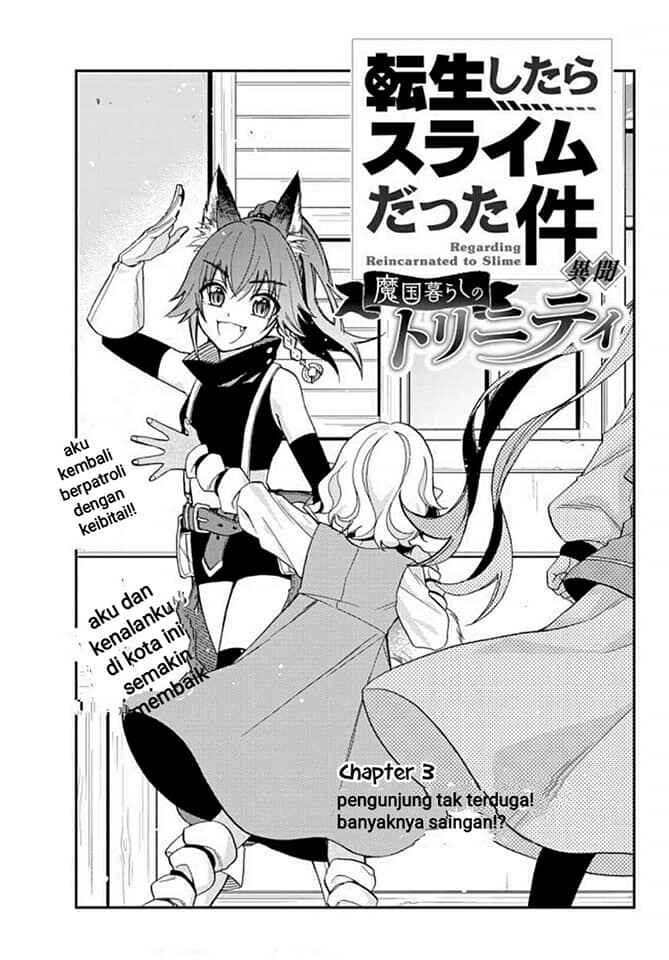 転生したら
スライム
だった件
Regarding
Reincarnated to Slime
異聞
魔国暮らしの
トリニティ
aku
kembali
berpatroli
dengan
keibitai!!
aku dan
kenalanku
di kota ini
semakin
membaik
Chapter 3
pengunjung tak terduga!
banyaknya saingan!?